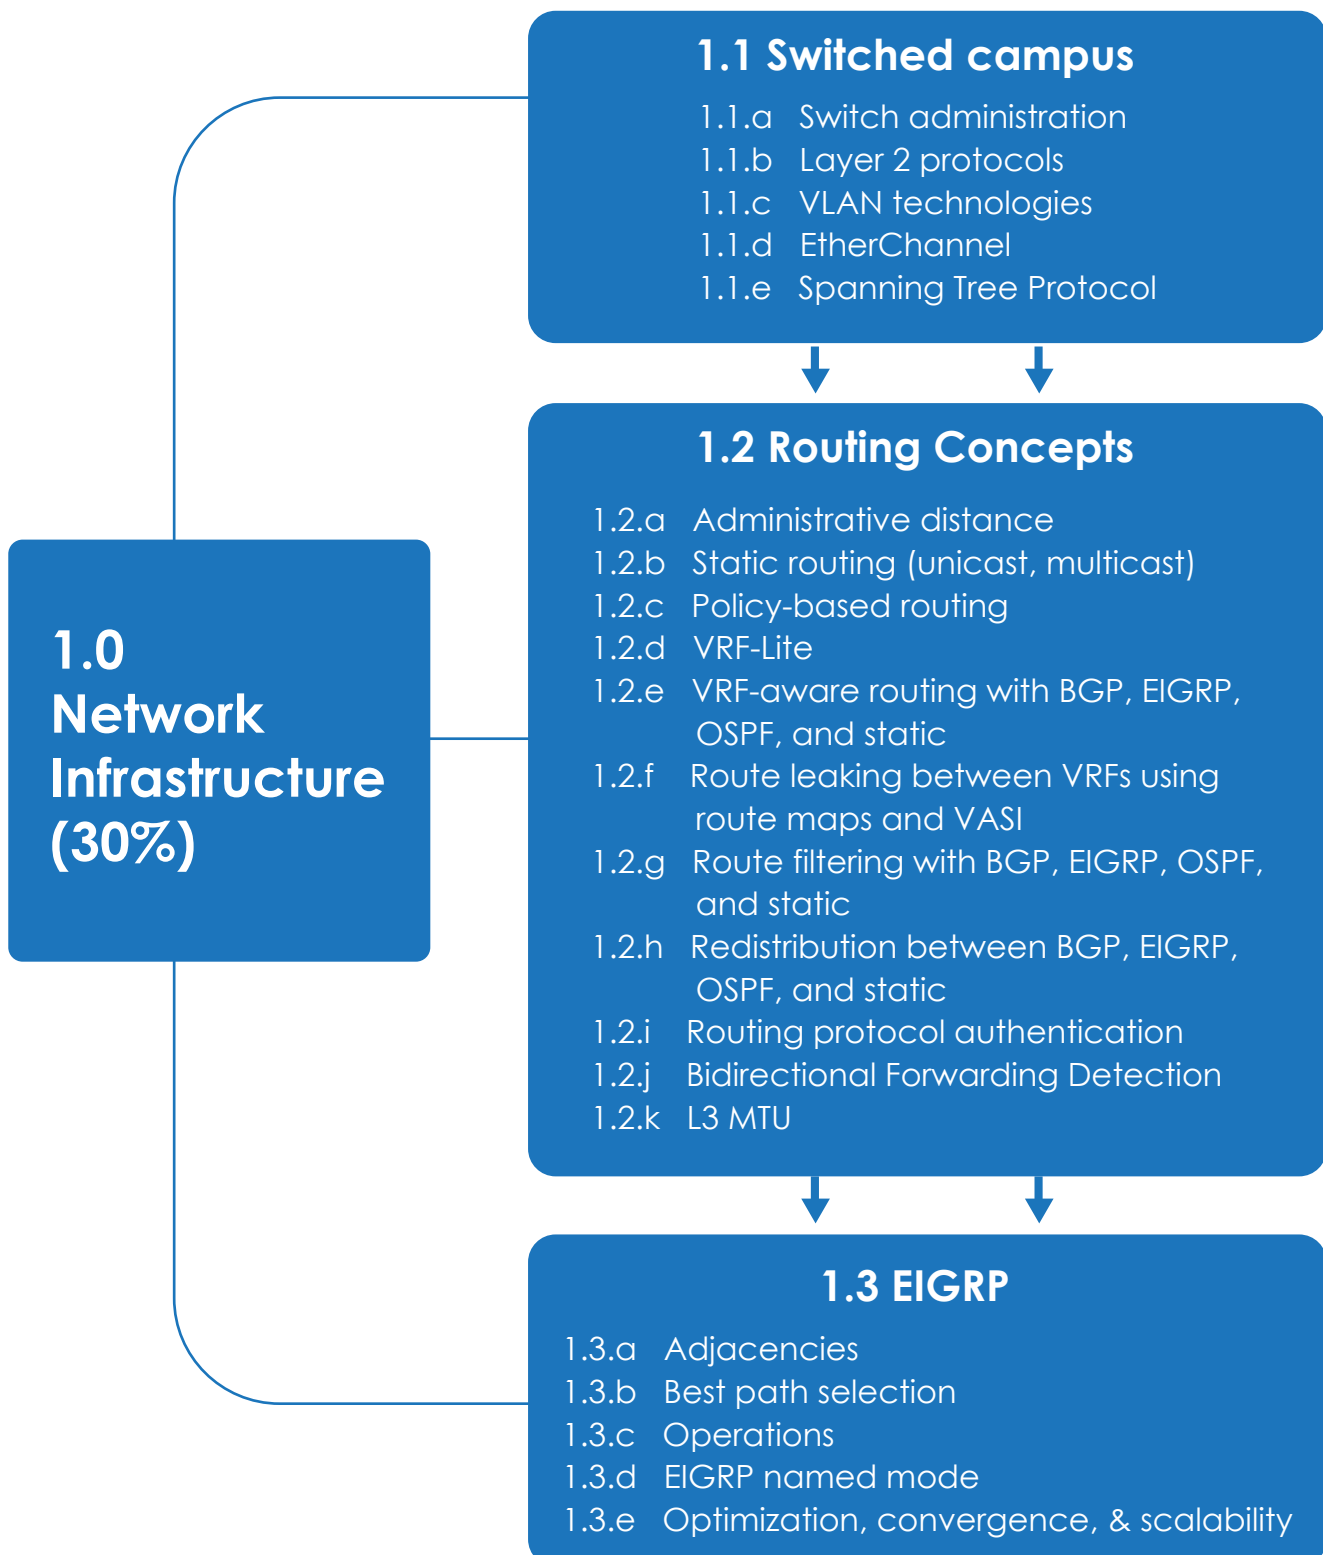 1.1 Switched campus
1.1.a Switch administration
1.1.b Layer 2 protocols
1.1.c VLAN technologies
1.1.d EtherChannel
1.1.e Spanning Tree Protocol
1.2 Routing Concepts
1.2.a Administrative distance
1.2.b Static routing (unicast, multicast)
1.2.c Policy-based routing
1.2.d VRF-Lite
1.2.e VRF-aware routing with BGP, EIGRP,
OSPF, and static
1.2.f Route leaking between VRFs using
route maps and VASI
1.2.g Route filtering with BGP, EIGRP, OSPF,
and static
1.2.h Redistribution between BGP, EIGRP,
OSPF, and static
1.2.i Routing protocol authentication
1.2.j Bidirectional Forwarding Detection
1.2.k L3 MTU
1.0
Network
Infrastructure
(30%)
1.3 EIGRP
1.3.a Adjacencies
1.3.b Best path selection
1.3.c Operations
1.3.d EIGRP named mode
1.3.e Optimization, convergence, & scalability